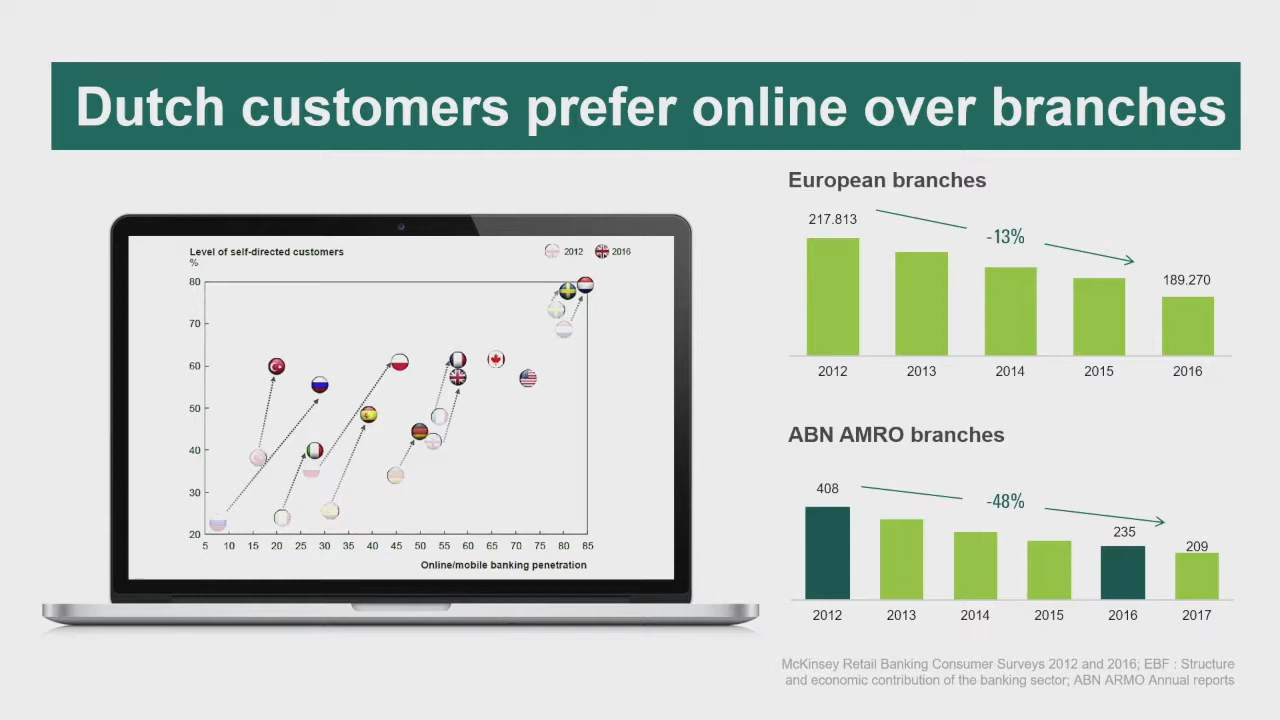 Dutch customers prefer online over branches
Level of self-directed customers
%
2012
2016
80
70
60
50
40
30
20
5 10 15 20 25 30 35 40 45 50 55 60 65 70 75 80 85
Online/mobile banking penetration
European branches
217.813
-13%
189.270
2012 2013 2014 2015 2016
ABN AMRO branches
408
-48%
235
209
2012 2013 2014 2015 2016 2017
McKinsey Retail Banking Consumer Surveys 2012 and 2016; EBF : Structure
and economic contribution of the banking sector; ABN ARMO Annual reports